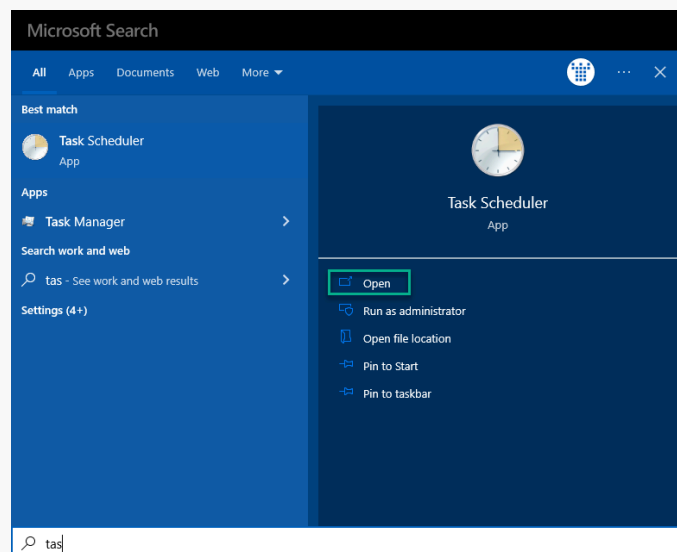 Microsoft Search
All Apps Documents Web More
Best match
Task Scheduler
App
Apps
Task Manager
Search work and web
tas - See work and web results
Settings (4+)
Task Scheduler
App
Open
Run as administrator
Open file location
Pin to Start
Pin to taskbar
tas